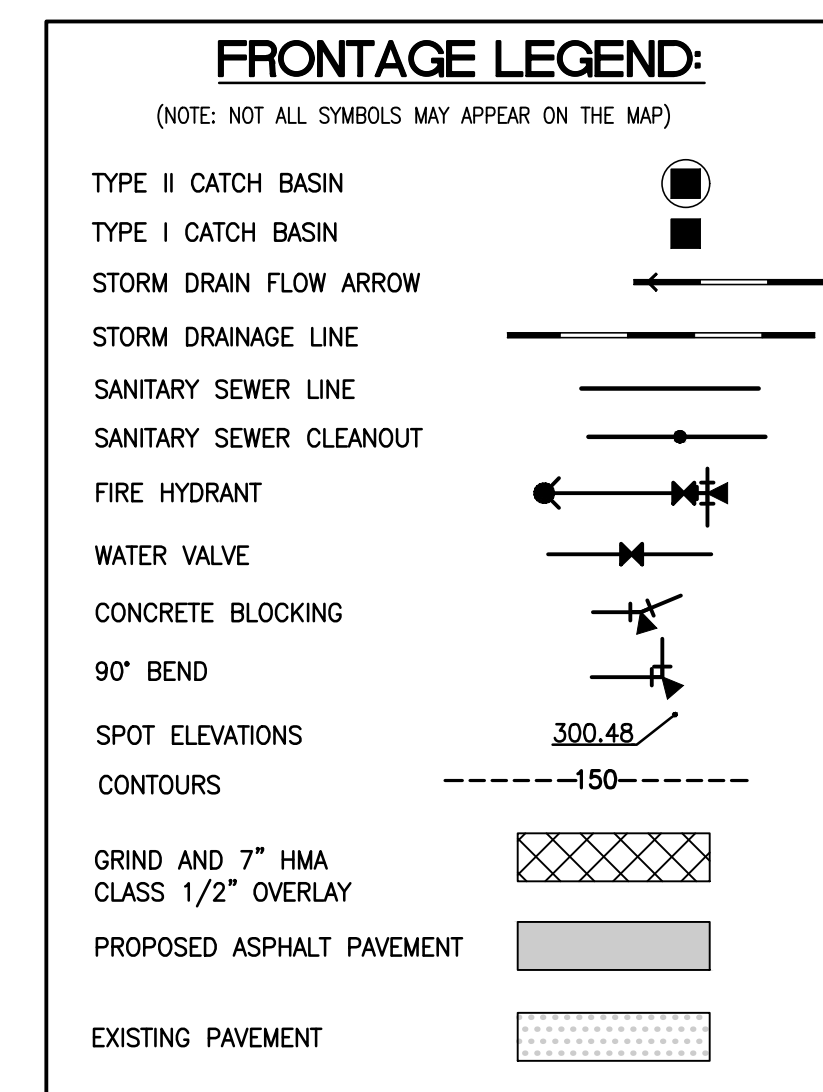 FRONTAGE LEGEND:
(NOTE: NOT ALL SYMBOLS MAY APPEAR ON THE MAP)
TYPE II CATCH BASIN
TYPE I CATCH BASIN
STORM DRAIN FLOW ARROW
STORM DRAINAGE LINE
SANITARY SEWER LINE
SANITARY SEWER CLEANOUT
FIRE HYDRANT
WATER VALVE
CONCRETE BLOCKING
90° BEND
SPOT ELEVATIONS 300.48
CONTOURS 150
GRIND AND 7" HMA
CLASS 1/2" OVERLAY
PROPOSED ASPHALT PAVEMENT
EXISTING PAVEMENT